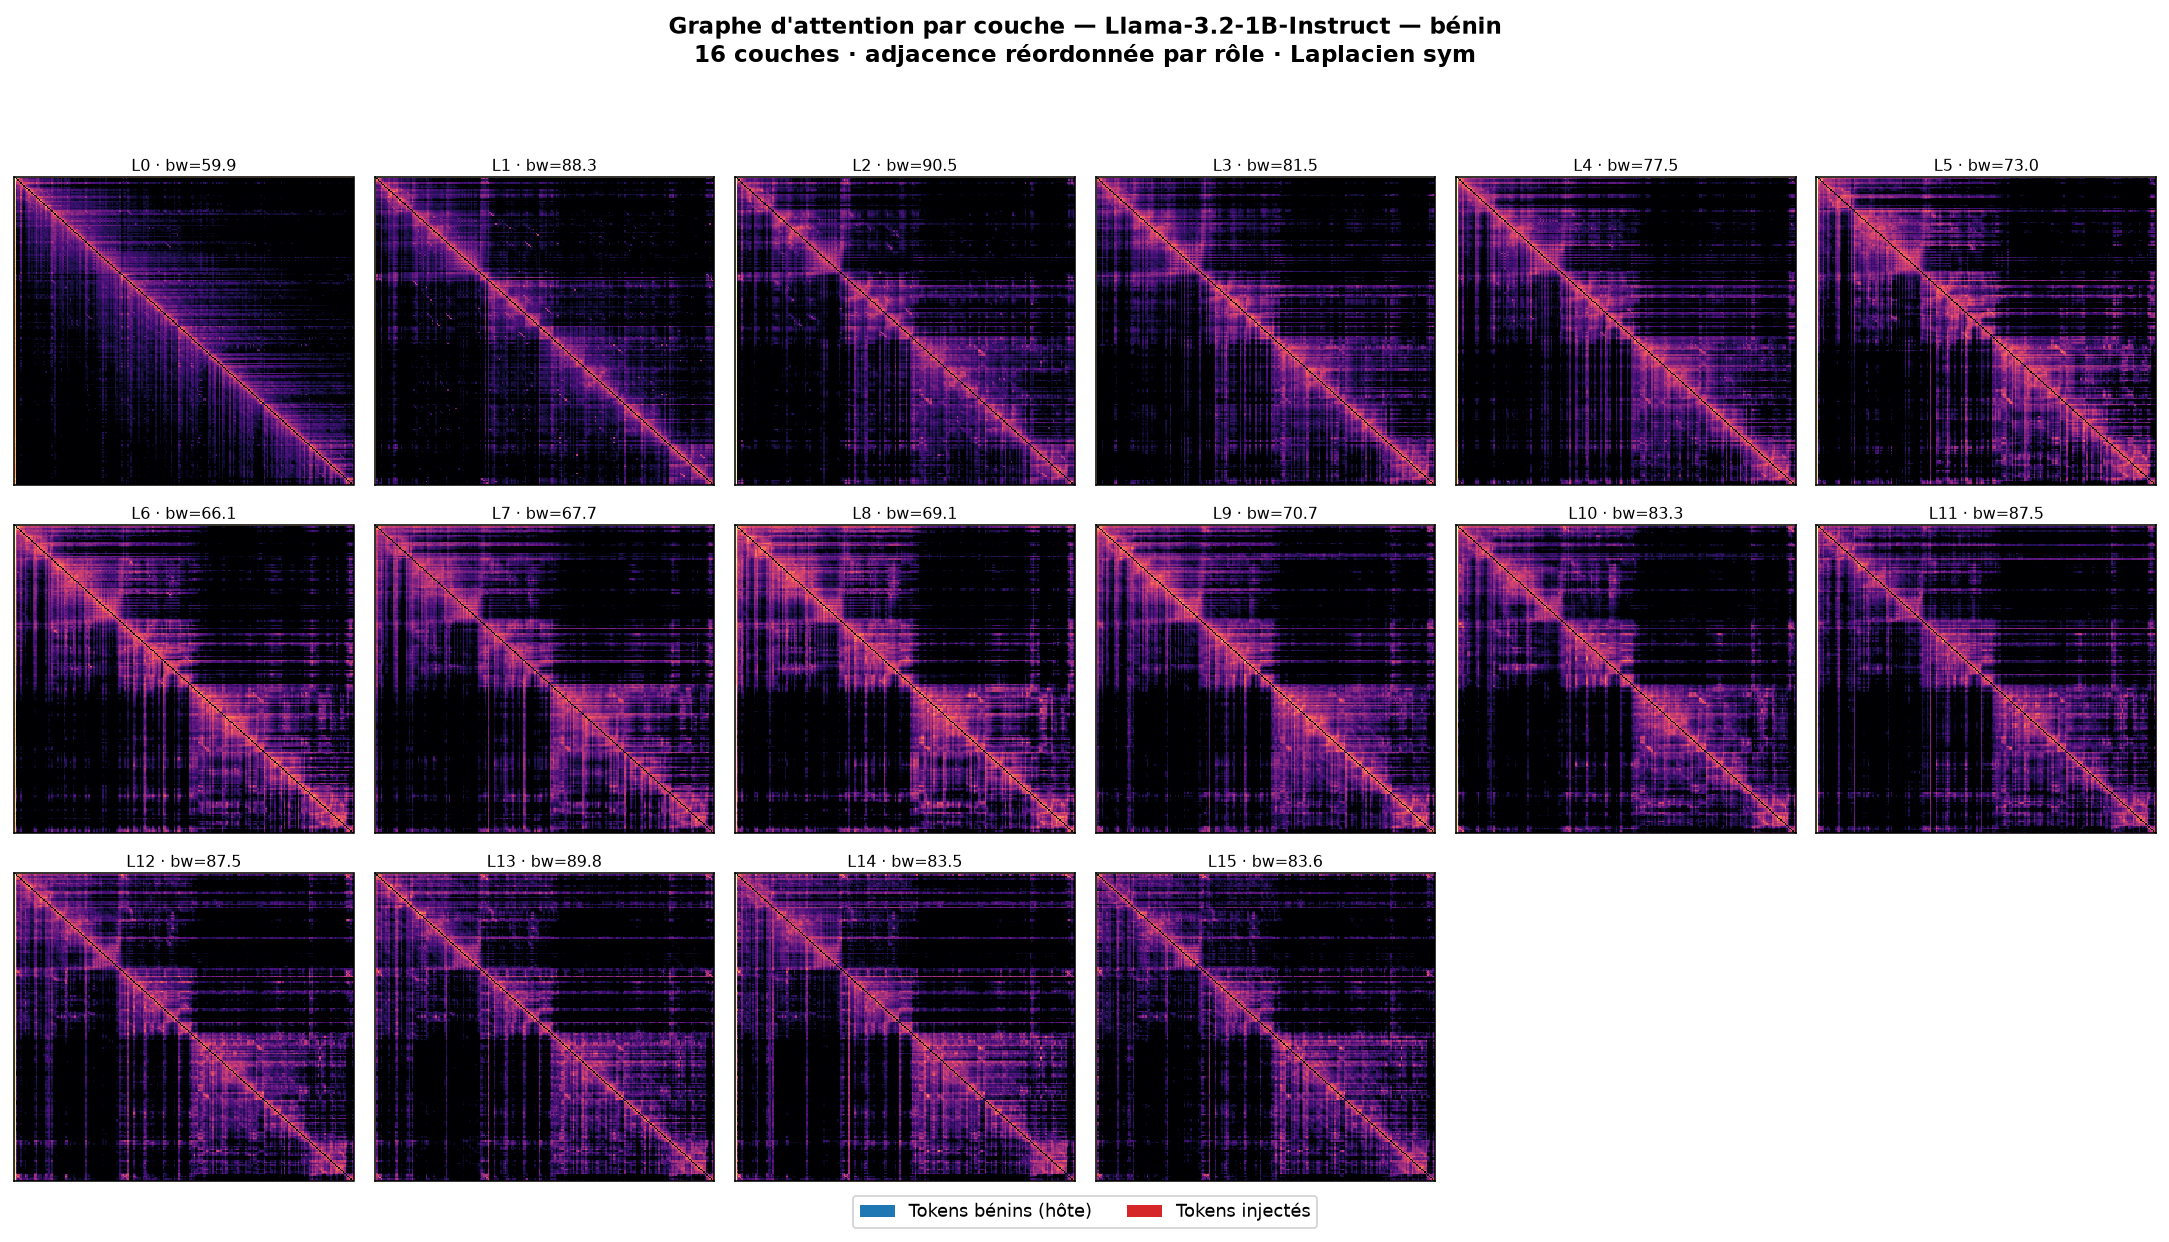 Graphe d'attention par couche — Llama-3.2-1B-Instruct — bénin
16 couches · adjacence réordonnée par rôle · Laplacien sym
L0 · bw=59.9
L1 · bw=88.3
L2 · bw=90.5
L3 · bw=81.5
L4 · bw=77.5
L5 · bw=73.0
L6 · bw=66.1
L7 · bw=67.7
L8 · bw=69.1
L9 · bw=70.7
L10 · bw=83.3
L11 · bw=87.5
L12 · bw=87.5
L13 · bw=89.8
L14 · bw=83.5
L15 · bw=83.6
Tokens bénins (hôte)
Tokens injectés